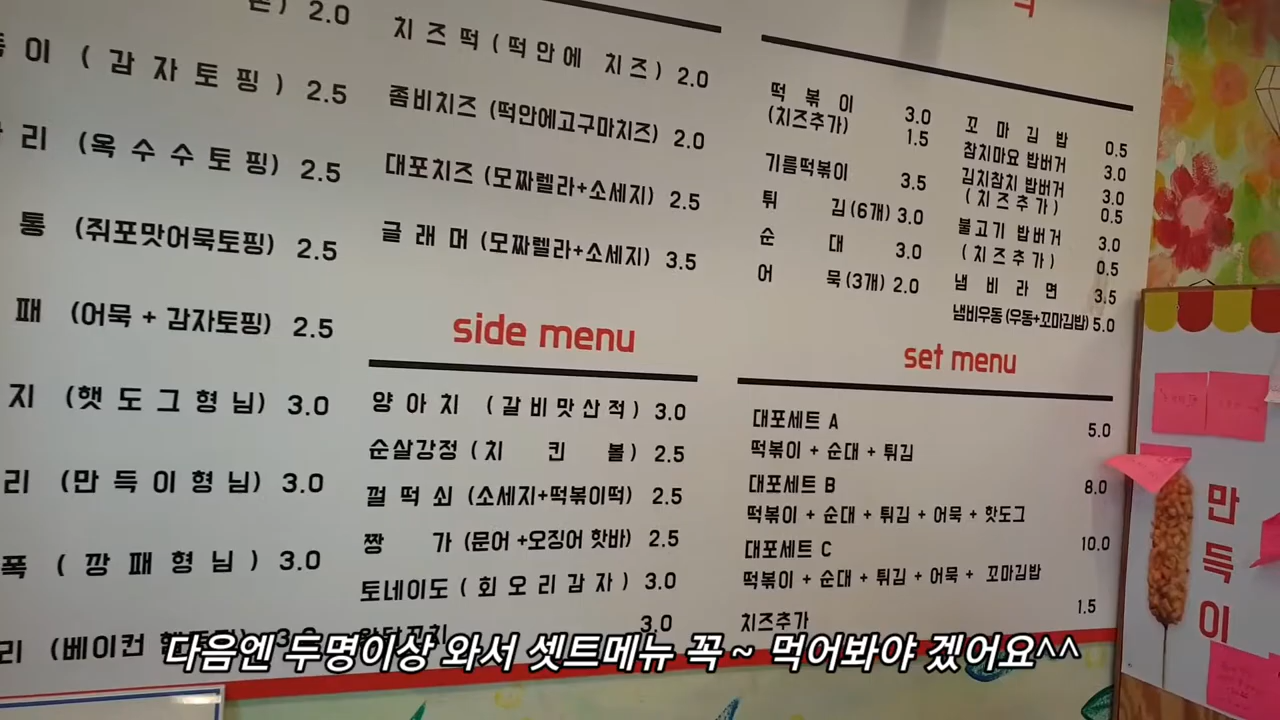 2.0
이 (감자토핑) 2.5
리 (옥수수토핑) 2.5
통 (쥐포맛어묵토핑) 2.5
패 (어묵 + 감자토핑) 2.5
지 (햇도그형님) 3.0
리 (만득이형님) 3.0
폭 (깡패형님) 3.0
리 (베이컨
치즈떡 (떡안에 치즈) 2.0
좀비치즈 (떡안에고구마치즈) 2.0
대포치즈 (모짜렐라+소세지) 2.5
글래머 (모짜렐라+소세지) 3.5
side menu
양아치 (갈비맛산적) 3.0
순살강정 (치킨볼) 2.5
껄떡쇠 (소세지+떡볶이떡) 2.5
짱가 (문어+오징어 핫바) 2.5
토네이도 (회오리감자) 3.0
3.0
떡볶이 3.0
(치즈추가) 1.5
기름떡볶이 3.5
튀김(6개) 3.0
순대 3.0
어묵(3개) 2.0
꼬마김밥 0.5
참치마요 밥버거 3.0
김치참치 밥버거 3.0
(치즈추가) 0.5
불고기 밥버거 3.0
(치즈추가) 0.5
냄비라면 3.5
냄비우동(우동+꼬마김밥) 5.0
set menu
대포세트 A 5.0
떡볶이 + 순대 + 튀김
대포세트 B 8.0
떡볶이 + 순대 + 튀김 + 어묵 + 핫도그
대포세트 C 10.0
떡볶이 + 순대 + 튀김 + 어묵 + 꼬마김밥
치즈추가 1.5
만득이
다음엔 두명이상 와서 셋트메뉴 꼭~ 먹어봐야 겠어요^^